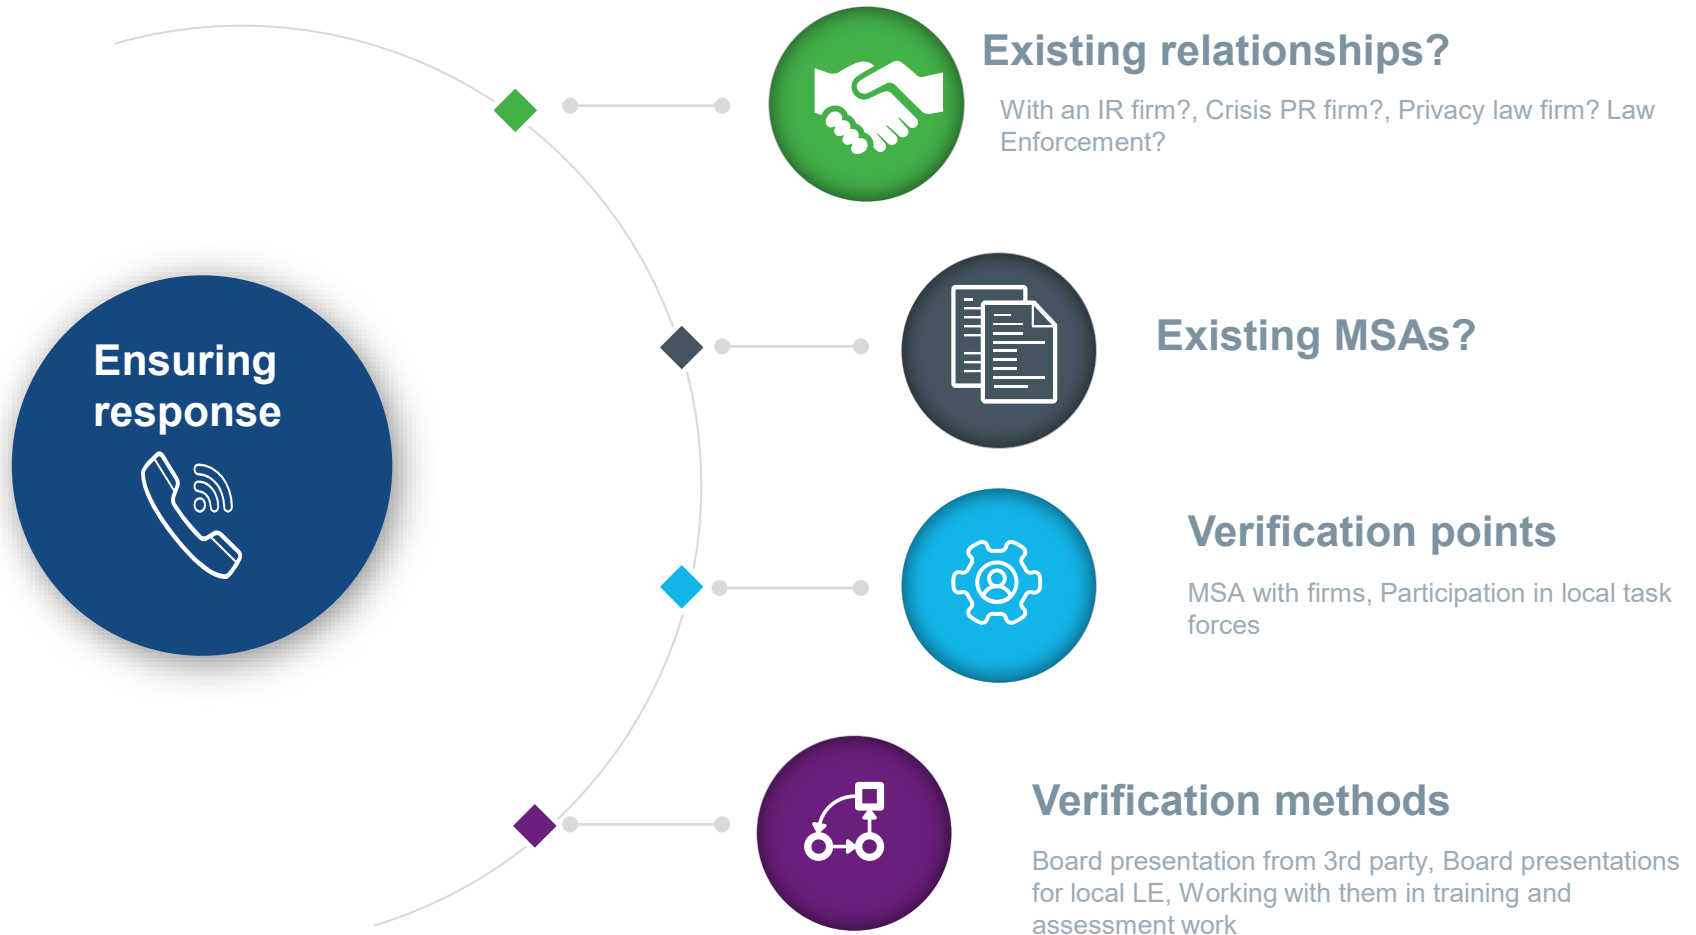 Existing relationships?
With an IR firm?, Crisis PR firm?, Privacy law firm? Law
Enforcement?
Ensuring
response
Existing MSAs?
Verification points
MSA with firms, Participation in local task
forces
Verification methods
Board presentation from 3rd party, Board presentations
for local LE, Working with them in training and
assessment work